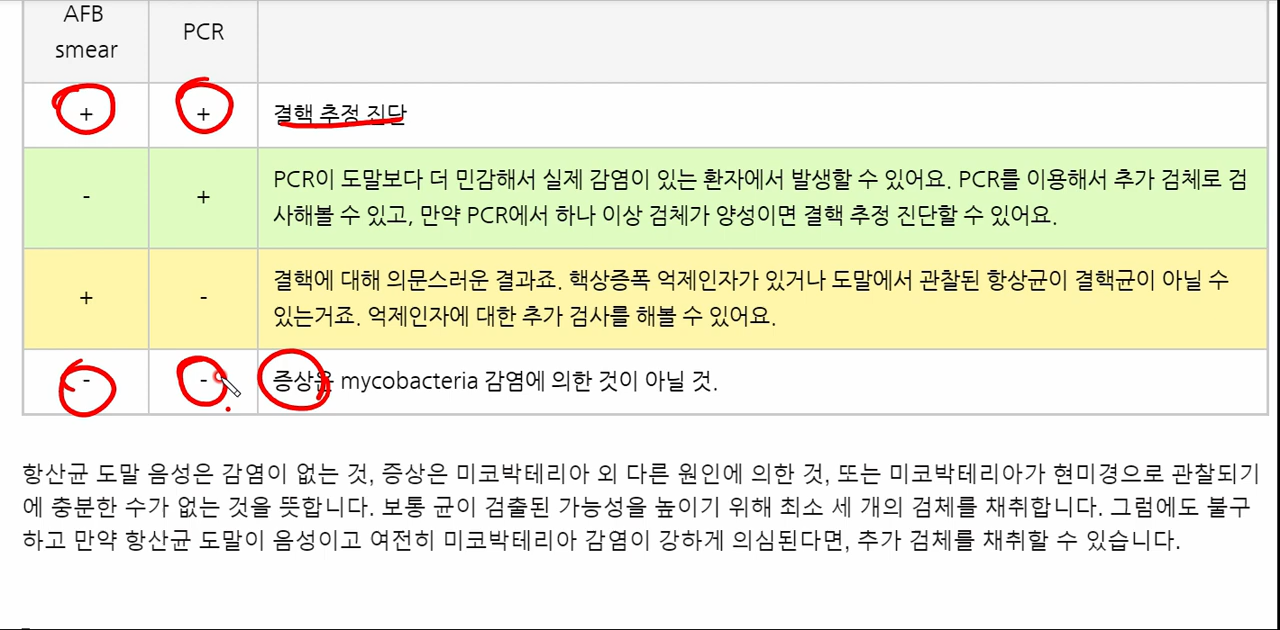 AFB
smear
PCR
+
+
결핵 추정 진단
-
+
PCR이 도말보다 더 민감해서 실제 감염이 있는 환자에서 발생할 수 있어요. PCR를 이용해서 추가 검체로 검
사해볼 수 있고, 만약 PCR에서 하나 이상 검체가 양성이면 결핵 추정 진단할 수 있어요.
+
-
결핵에 대해 의문스러운 결과죠. 핵상증폭 억제인자가 있거나 도말에서 관찰된 항상균이 결핵균이 아닐 수
있는거죠. 억제인자에 대한 추가 검사를 해볼 수 있어요.
-
-
증상은 mycobacteria 감염에 의한 것이 아닐 것.
항산균 도말 음성은 감염이 없는 것, 증상은 미코박테리아 외 다른 원인에 의한 것, 또는 미코박테리아가 현미경으로 관찰되기
에 충분한 수가 없는 것을 뜻합니다. 보통 균이 검출된 가능성을 높이기 위해 최소 세 개의 검체를 채취합니다. 그럼에도 불구
하고 만약 항산균 도말이 음성이고 여전히 미코박테리아 감염이 강하게 의심된다면, 추가 검체를 채취할 수 있습니다.